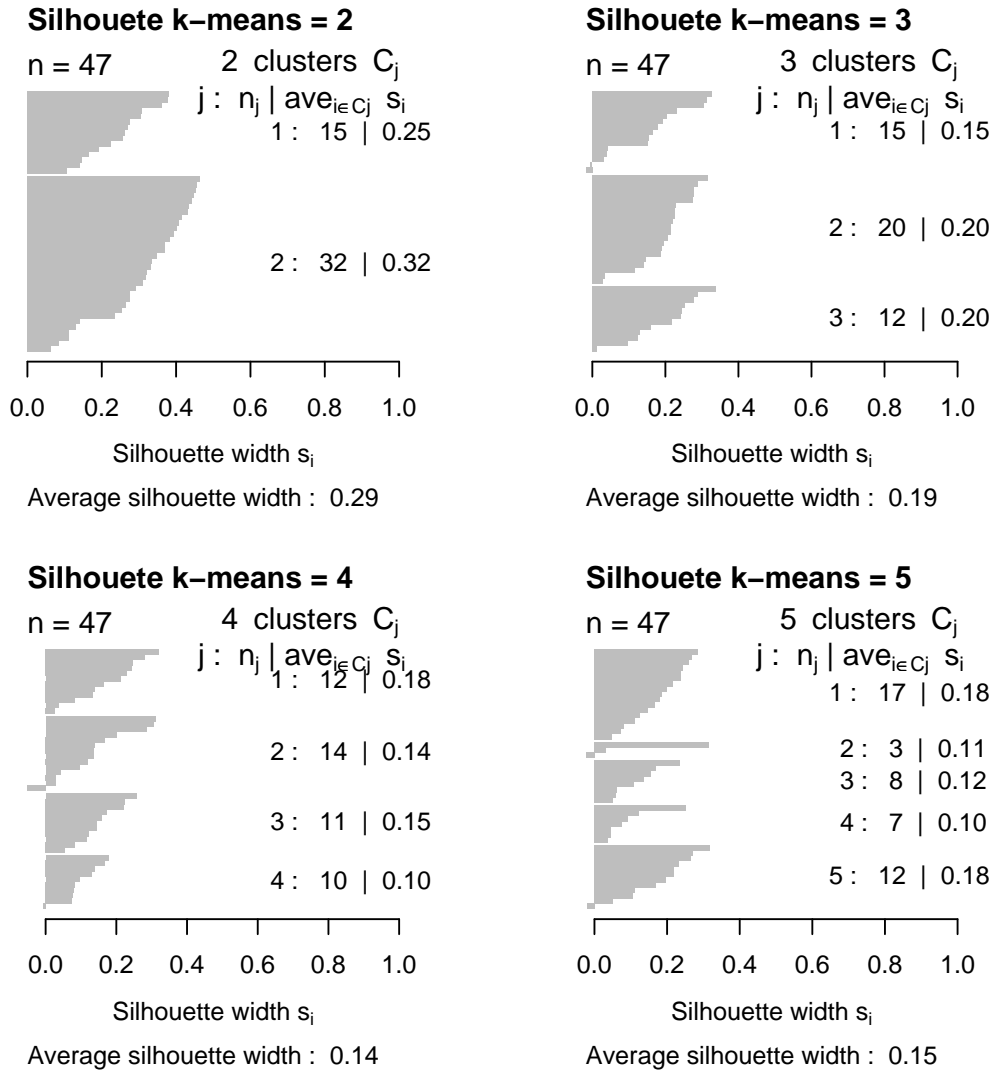 Silhouete k−means = 2
n = 47 2 clusters Cj
j : nj | avei∈Cj si
1 : 15 | 0.25
2 : 32 | 0.32
0.0 0.2 0.4 0.6 0.8 1.0
Silhouette width si
Average silhouette width : 0.29
Silhouete k−means = 3
n = 47 3 clusters Cj
j : nj | avei∈Cj si
1 : 15 | 0.15
2 : 20 | 0.20
3 : 12 | 0.20
0.0 0.2 0.4 0.6 0.8 1.0
Silhouette width si
Average silhouette width : 0.19
Silhouete k−means = 4
n = 47 4 clusters Cj
j : nj | avei∈Cj si
1 : 12 | 0.18
2 : 14 | 0.14
3 : 11 | 0.15
4 : 10 | 0.10
0.0 0.2 0.4 0.6 0.8 1.0
Silhouette width si
Average silhouette width : 0.14
Silhouete k−means = 5
n = 47 5 clusters Cj
j : nj | avei∈Cj si
1 : 17 | 0.18
2 : 3 | 0.11
3 : 8 | 0.12
4 : 7 | 0.10
5 : 12 | 0.18
0.0 0.2 0.4 0.6 0.8 1.0
Silhouette width si
Average silhouette width : 0.15